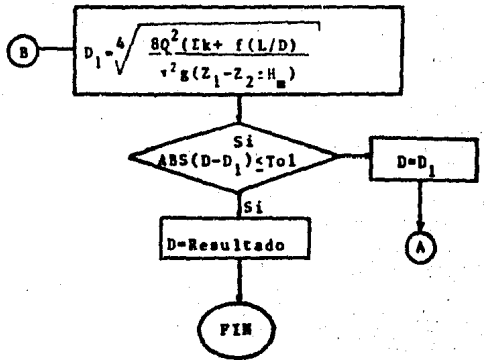 B
D₁=⁴√(8Q²(Σk+ f(L/D) / π²g(Z₁-Z₂±Hₘ))
Si
ABS(D-D₁)≤Tol
D=D₁
Si
D=Resultado
A
FIN